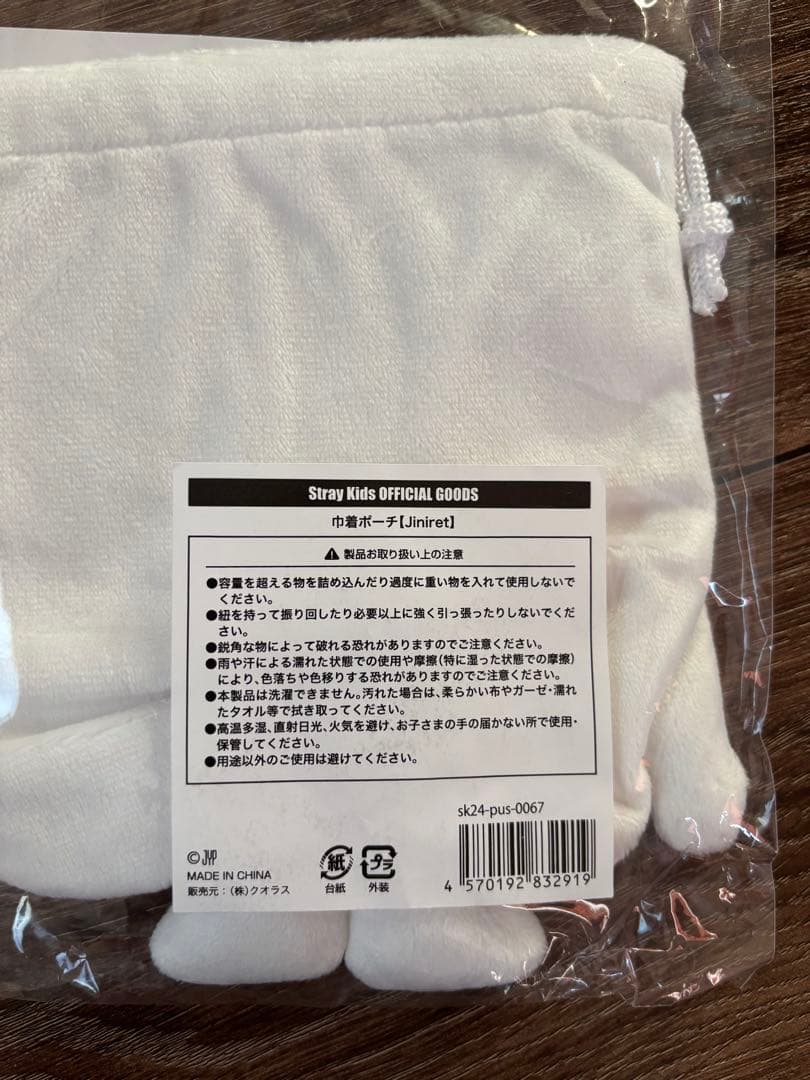 Stray Kids OFFICIAL GOODS
巾着ポーチ【Jiniret】
⚠ 製品お取り扱い上の注意
●容量を超える物を詰め込んだり過度に重い物を入れて使用しないで
ください。
●紐を持って振り回したり必要以上に強く引っ張ったりしないでくだ
さい。
●鋭角な物によって破れる恐れがありますのでご注意ください。
●雨や汗による濡れた状態での使用や摩擦(特に湿った状態での摩擦)
により、色落ちや色移りする恐れがありますのでご注意ください。
●本製品は洗濯できません。汚れた場合は、柔らかい布やガーゼ・濡れ
たタオル等で拭き取ってください。
●高温多湿、直射日光、火気を避け、お子さまの手の届かない所で使用・
保管してください。
●用途以外のご使用は避けてください。
sk24-pus-0067
© JYP
MADE IN CHINA
販売元:(株)クオラス
紙
台紙
プラ
外装
4 570192 832919